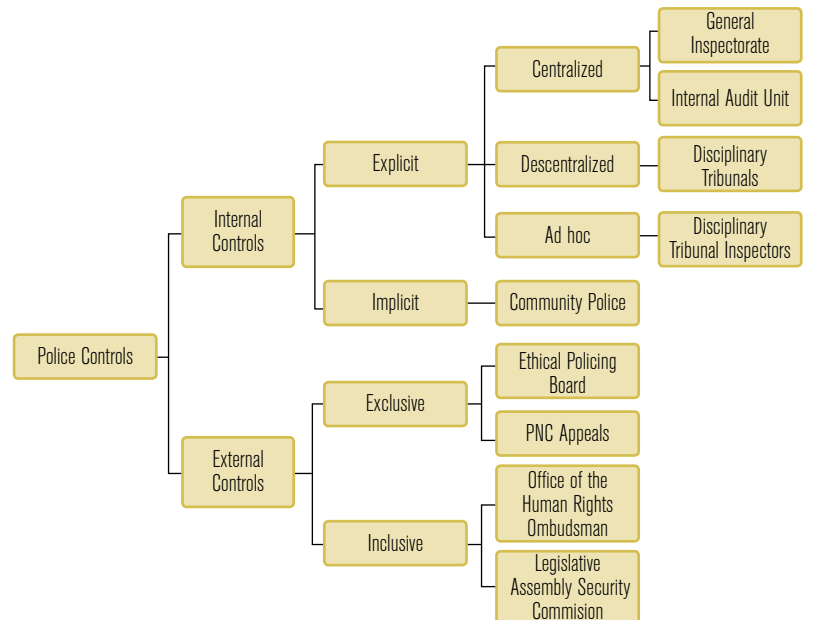 General
Inspectorate
Centralized
Internal Audit Unit
Explicit
Descentralized
Disciplinary
Tribunals
Internal
Controls
Ad hoc
Disciplinary
Tribunal Inspectors
Implicit
Community Police
Police Controls
Ethical Policing
Board
Exclusive
PNC Appeals
External
Controls
Office of the
Human Rights
Ombudsman
Inclusive
Legislative
Assembly Security
Commision